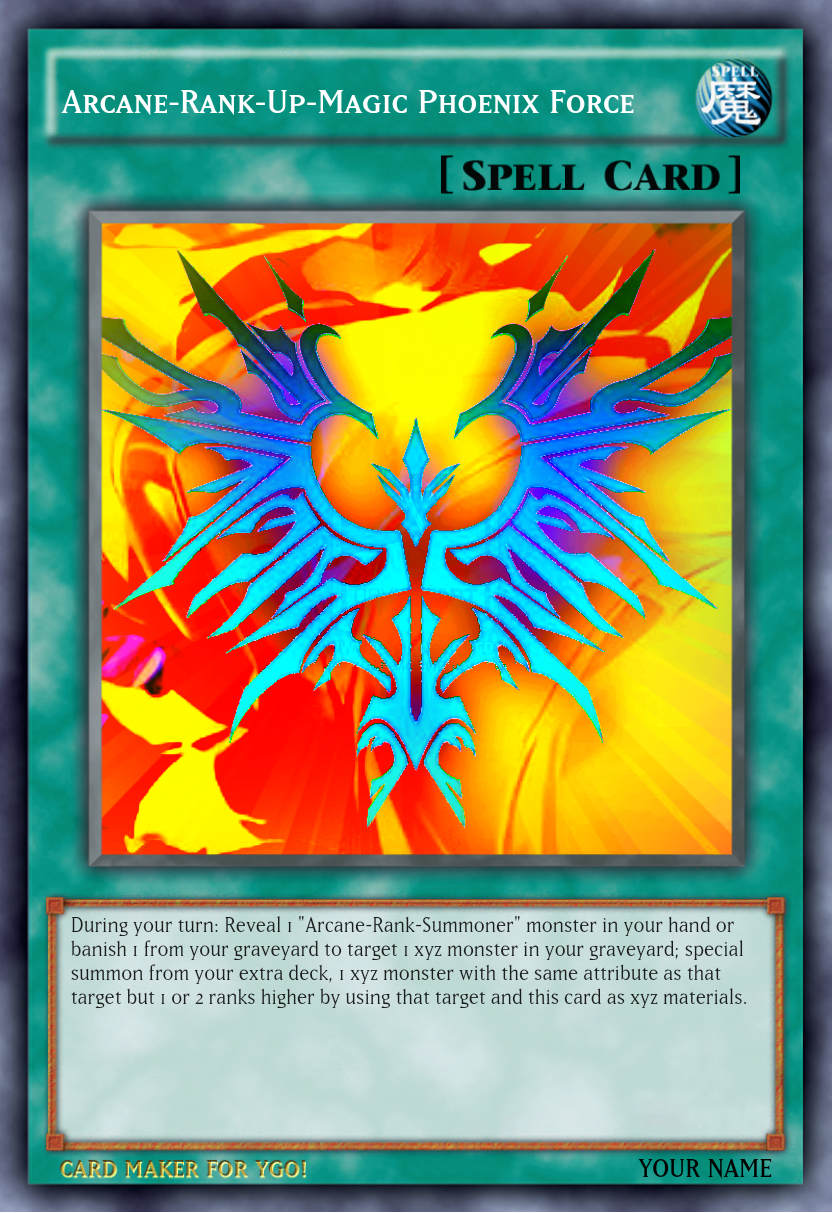 Arcane-Rank-Up-Magic Phoenix Force
SPELL
魔
[Spell Card]
During your turn: Reveal 1 "Arcane-Rank-Summoner" monster in your hand or
banish 1 from your graveyard to target 1 xyz monster in your graveyard; special
summon from your extra deck, 1 xyz monster with the same attribute as that
target but 1 or 2 ranks higher by using that target and this card as xyz materials.
CARD MAKER FOR YGO!
YOUR NAME